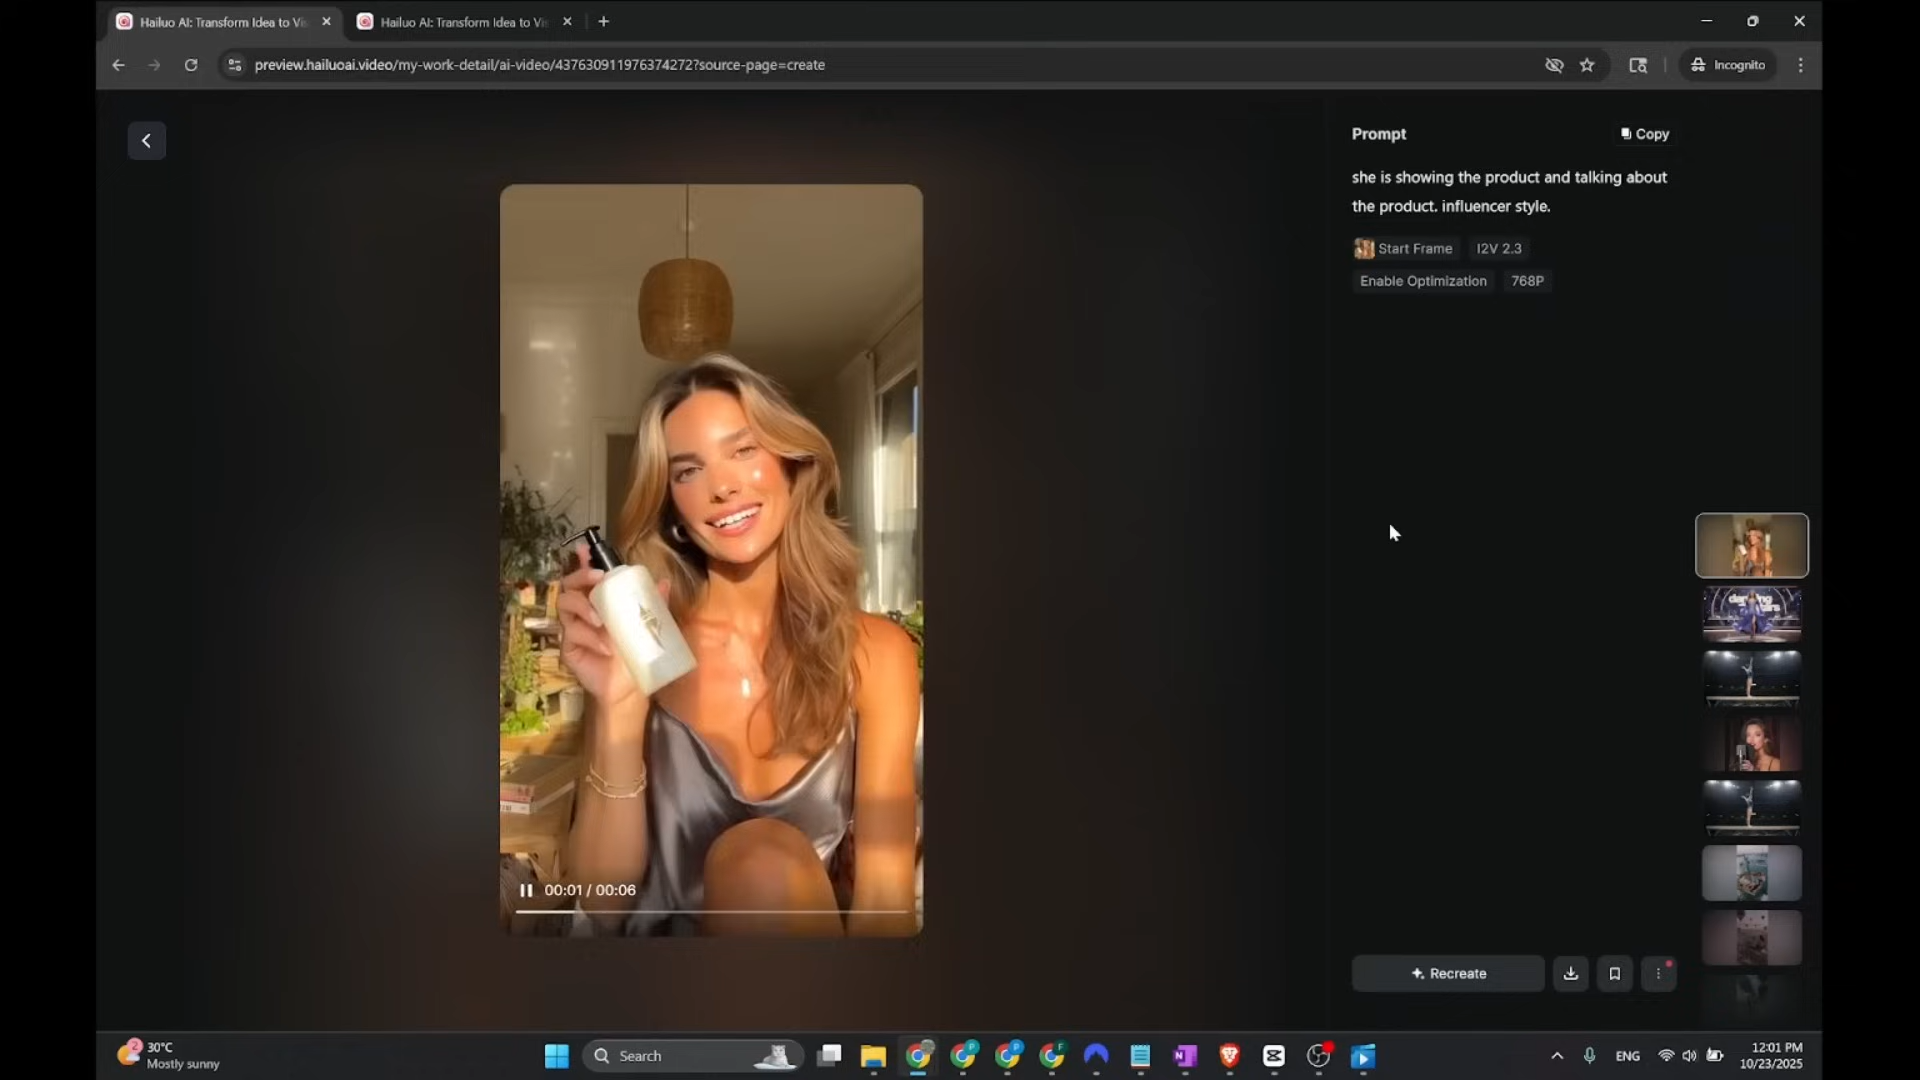 Hailuo AI: Transform Idea to Vis
Hailuo AI: Transform Idea to Vis
preview.hailuoai.video/my-work-detail/ai-video/437630911976374272?source-page=create
Incognito
Prompt
Copy
she is showing the product and talking about
the product. influencer style.
Start Frame
I2V 2.3
Enable Optimization
768P
00:01 / 00:06
Recreate
2
30°C
Mostly sunny
Search
ENG
12:01 PM
10/23/2025